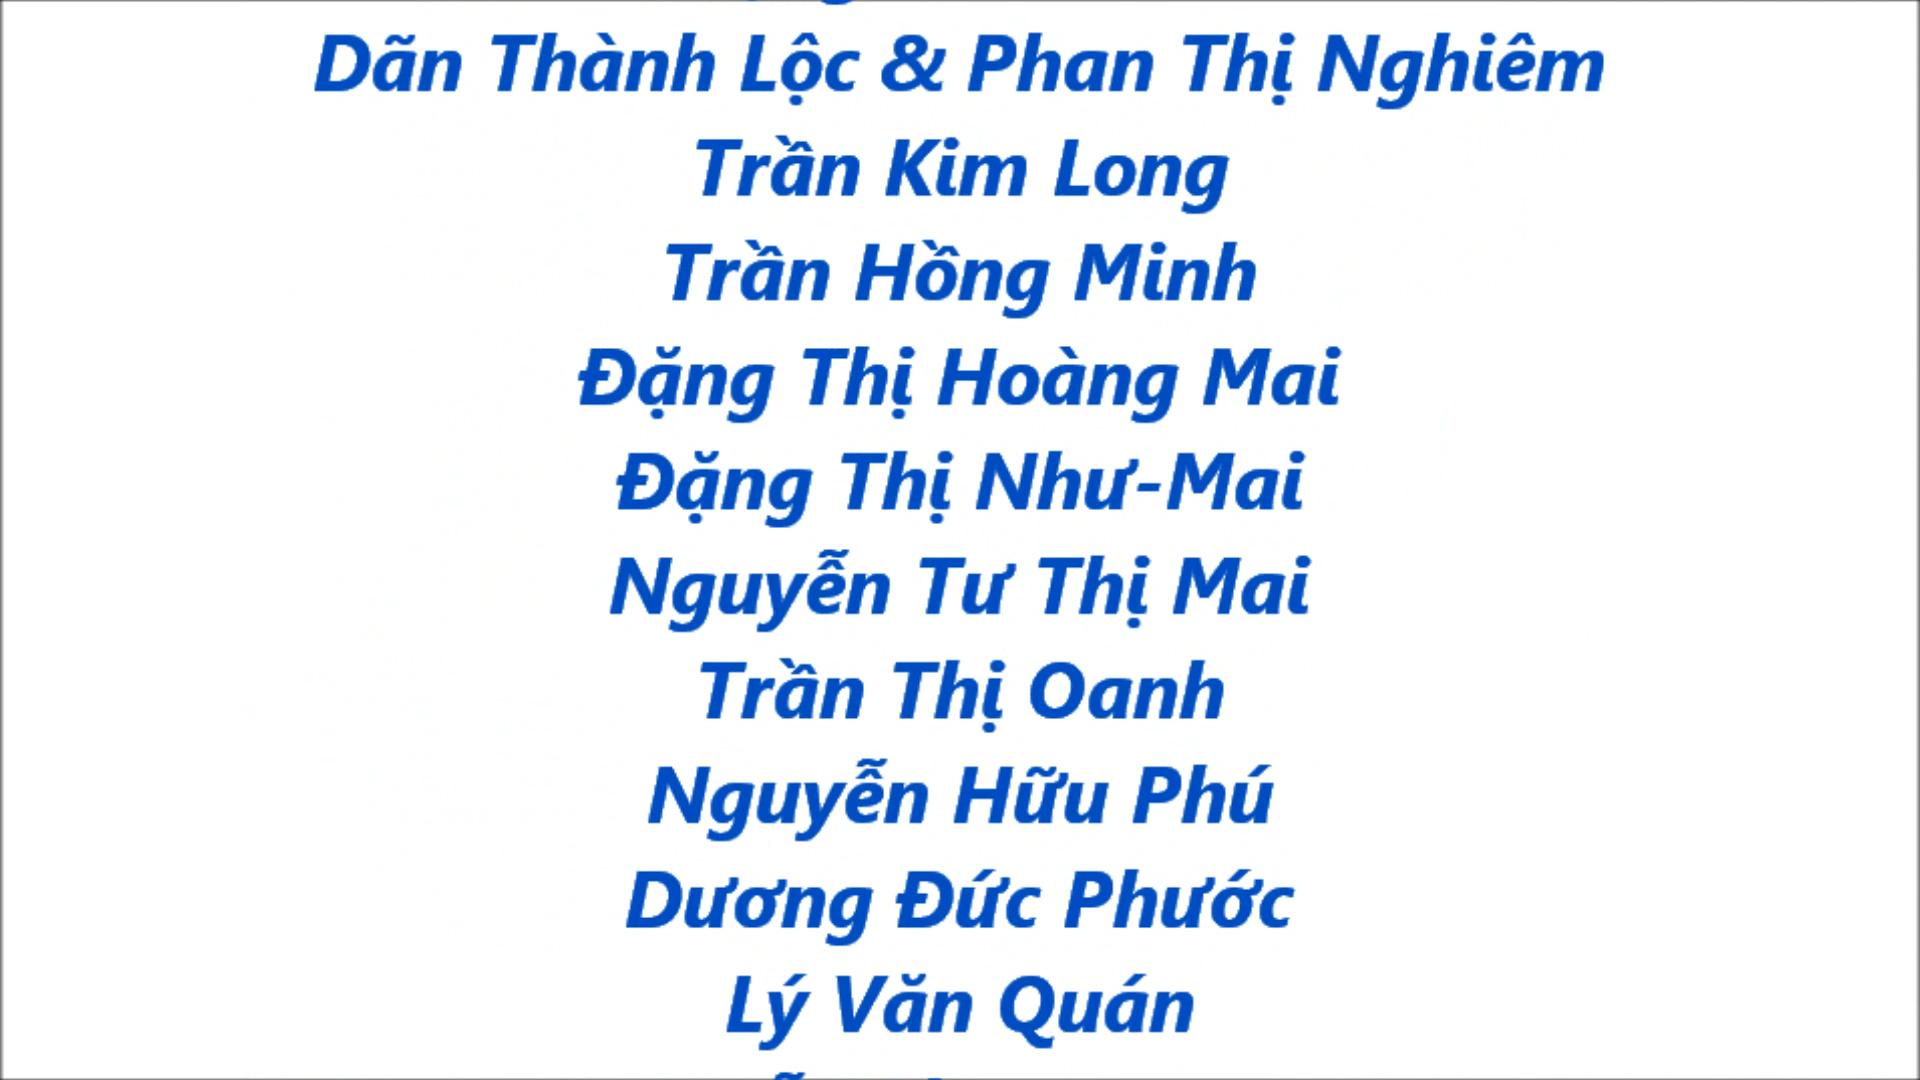 Dãn Thành Lộc & Phan Thị Nghiêm
Trần Kim Long
Trần Hồng Minh
Đặng Thị Hoàng Mai
Đặng Thị Như-Mai
Nguyễn Tư Thị Mai
Trần Thị Oanh
Nguyễn Hữu Phú
Dương Đức Phước
Lý Văn Quán